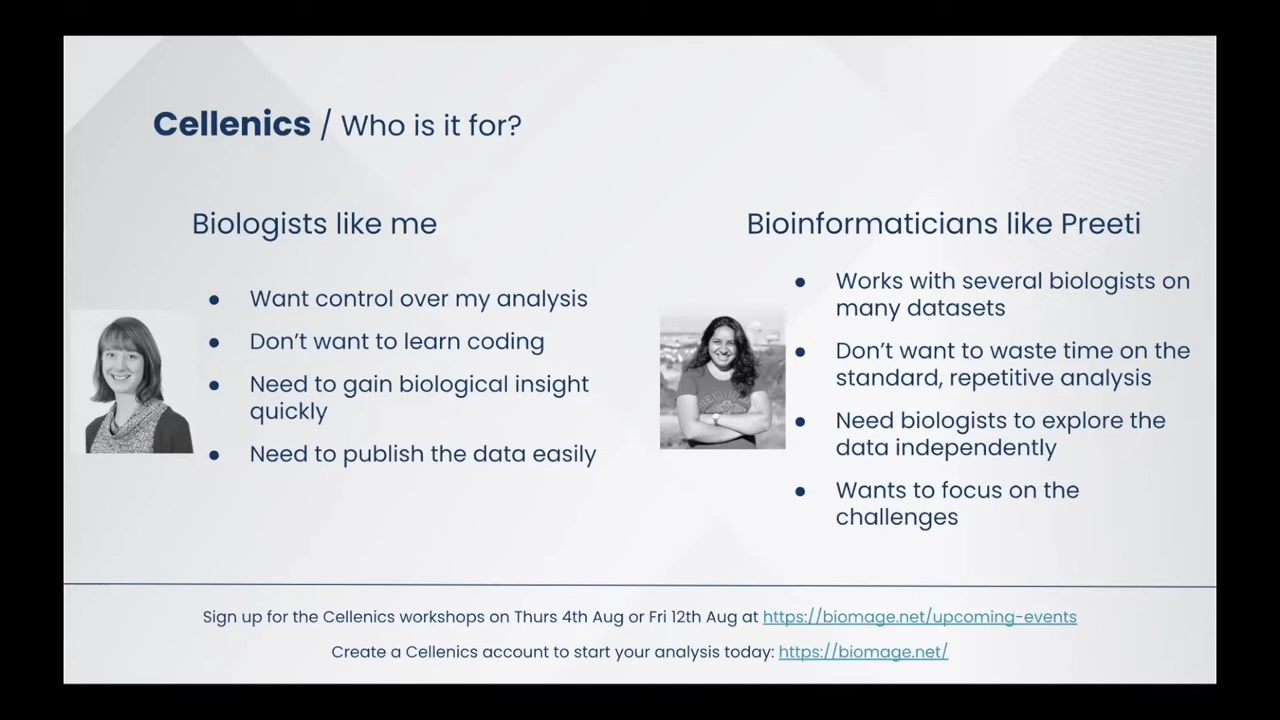 Cellenics / Who is it for?
Biologists like me
● Want control over my analysis
● Don’t want to learn coding
● Need to gain biological insight
quickly
● Need to publish the data easily
Bioinformaticians like Preeti
● Works with several biologists on
many datasets
● Don’t want to waste time on the
standard, repetitive analysis
● Need biologists to explore the
data independently
● Wants to focus on the
challenges
Sign up for the Cellenics workshops on Thurs 4th Aug or Fri 12th Aug at https://biomage.net/upcoming-events
Create a Cellenics account to start your analysis today: https://biomage.net/